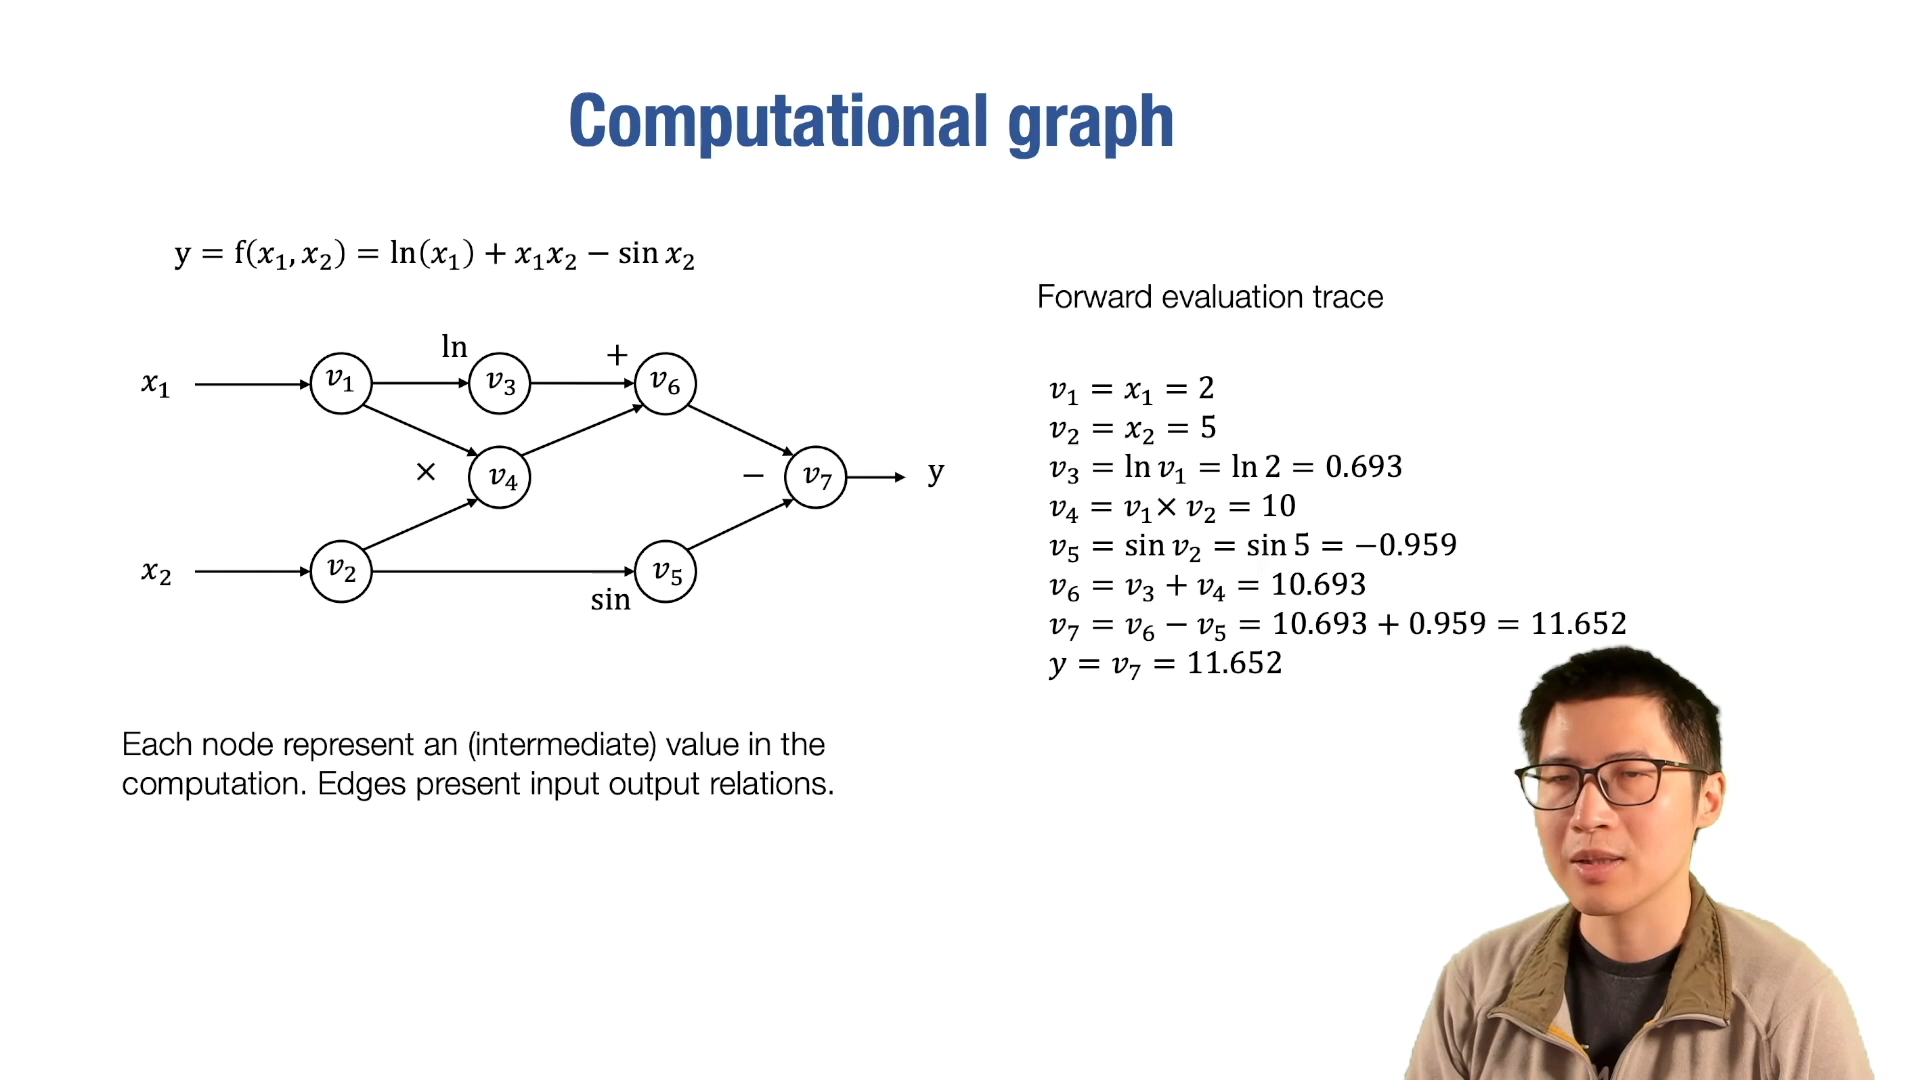 Computational graph
y = f(x₁, x₂) = ln(x₁) + x₁x₂ − sin x₂
ln
+
x₁
v₁
v₃
v₆
×
v₄
−
v₇
y
x₂
v₂
v₅
sin
Each node represent an (intermediate) value in the
computation. Edges present input output relations.
Forward evaluation trace
v₁ = x₁ = 2
v₂ = x₂ = 5
v₃ = ln v₁ = ln 2 = 0.693
v₄ = v₁ × v₂ = 10
v₅ = sin v₂ = sin 5 = −0.959
v₆ = v₃ + v₄ = 10.693
v₇ = v₆ − v₅ = 10.693 + 0.959 = 11.652
y = v₇ = 11.652